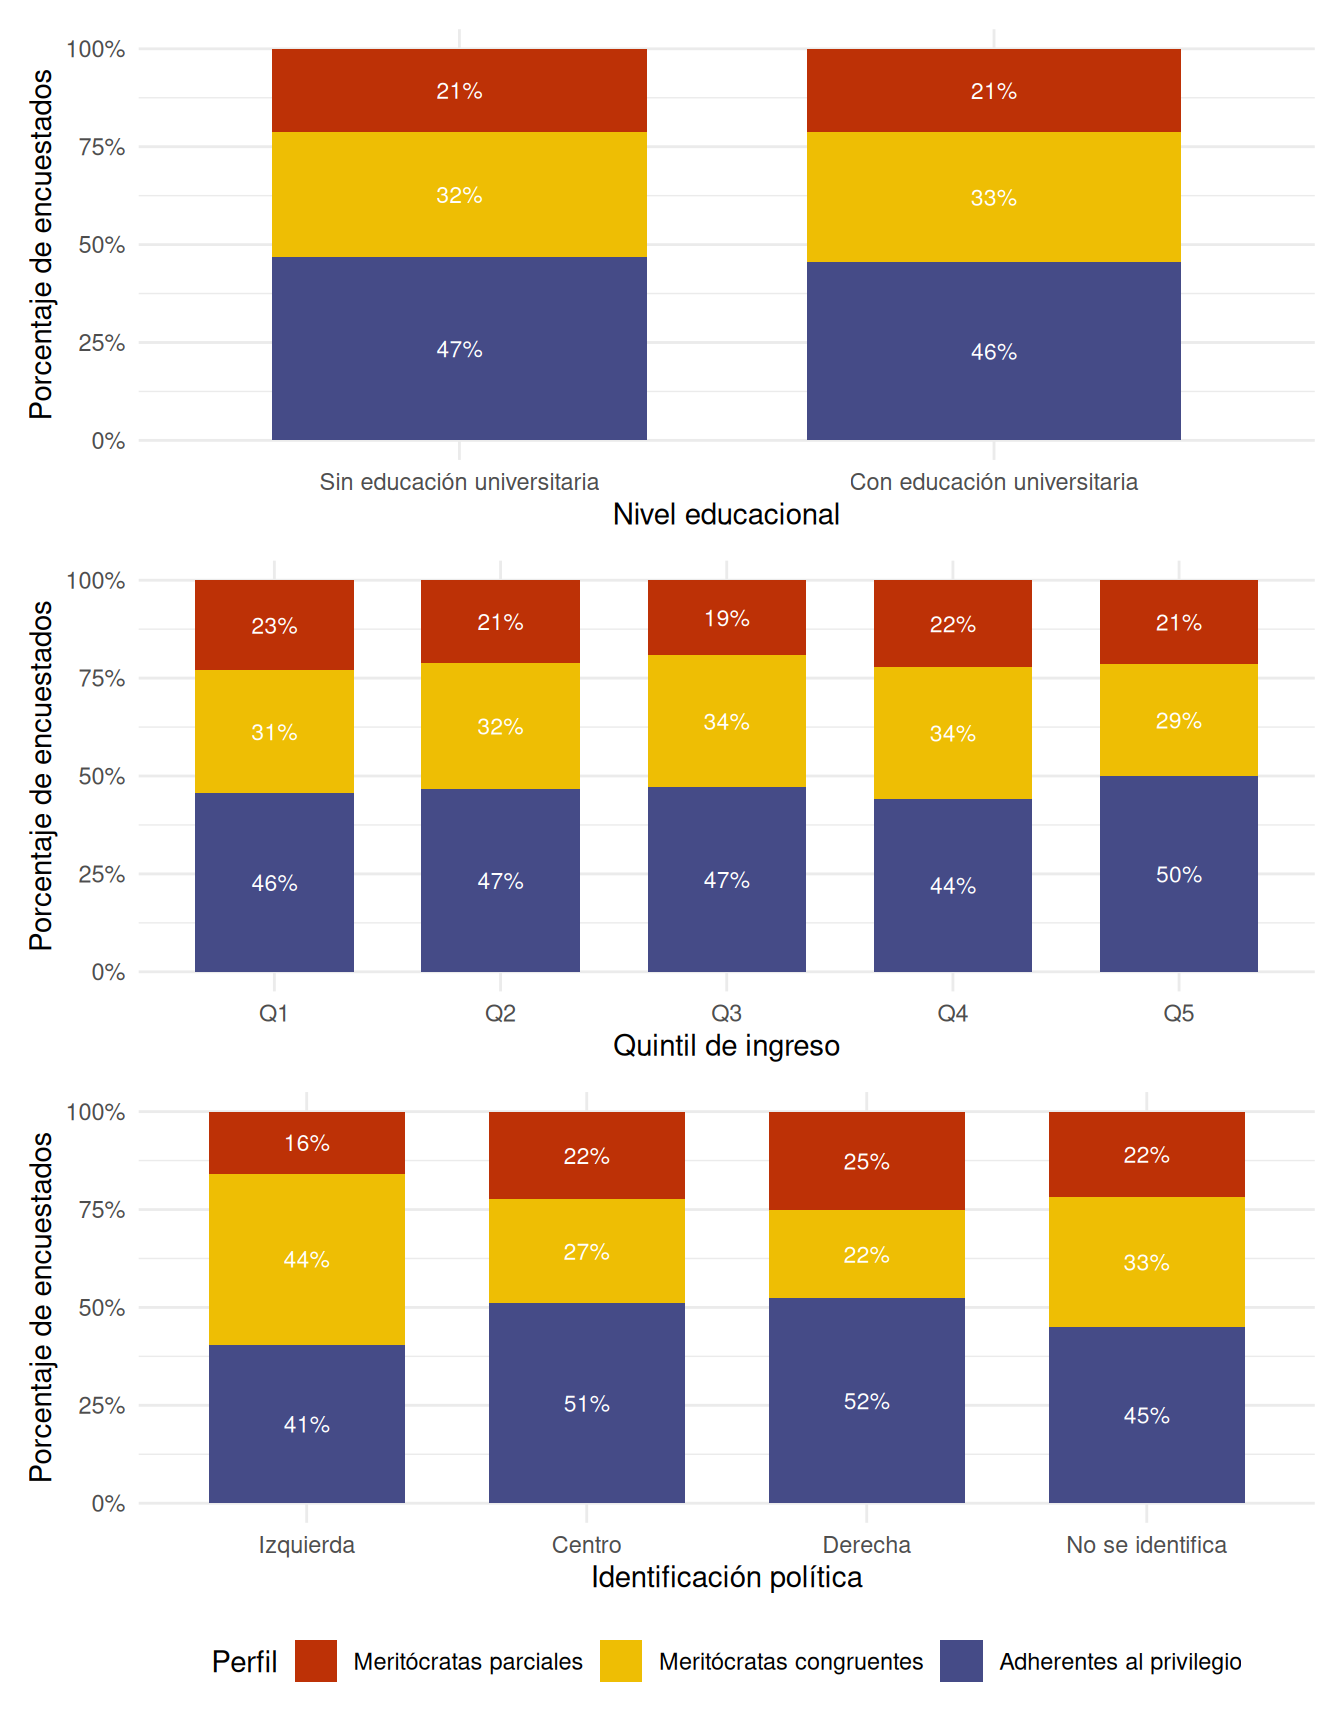 Porcentaje de encuestados
100%
75%
50%
25%
0%
21%
21%
32%
33%
47%
46%
Sin educación universitaria
Con educación universitaria
Nivel educacional
Porcentaje de encuestados
100%
75%
50%
25%
0%
23%
21%
19%
22%
21%
31%
32%
34%
34%
29%
46%
47%
47%
44%
50%
Q1
Q2
Q3
Q4
Q5
Quintil de ingreso
Porcentaje de encuestados
100%
75%
50%
25%
0%
16%
22%
25%
22%
44%
27%
22%
33%
41%
51%
52%
45%
Izquierda
Centro
Derecha
No se identifica
Identificación política
Perfil
Meritócratas parciales
Meritócratas congruentes
Adherentes al privilegio